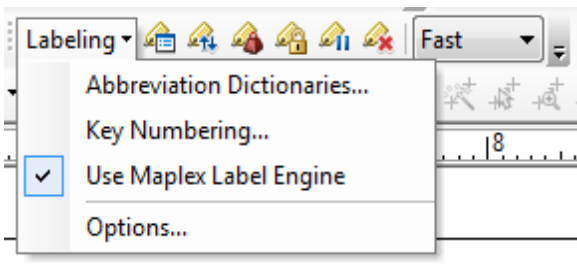 Labeling Fast
Abbreviation Dictionaries...
Key Numbering...
8
Use Maplex Label Engine
Options...